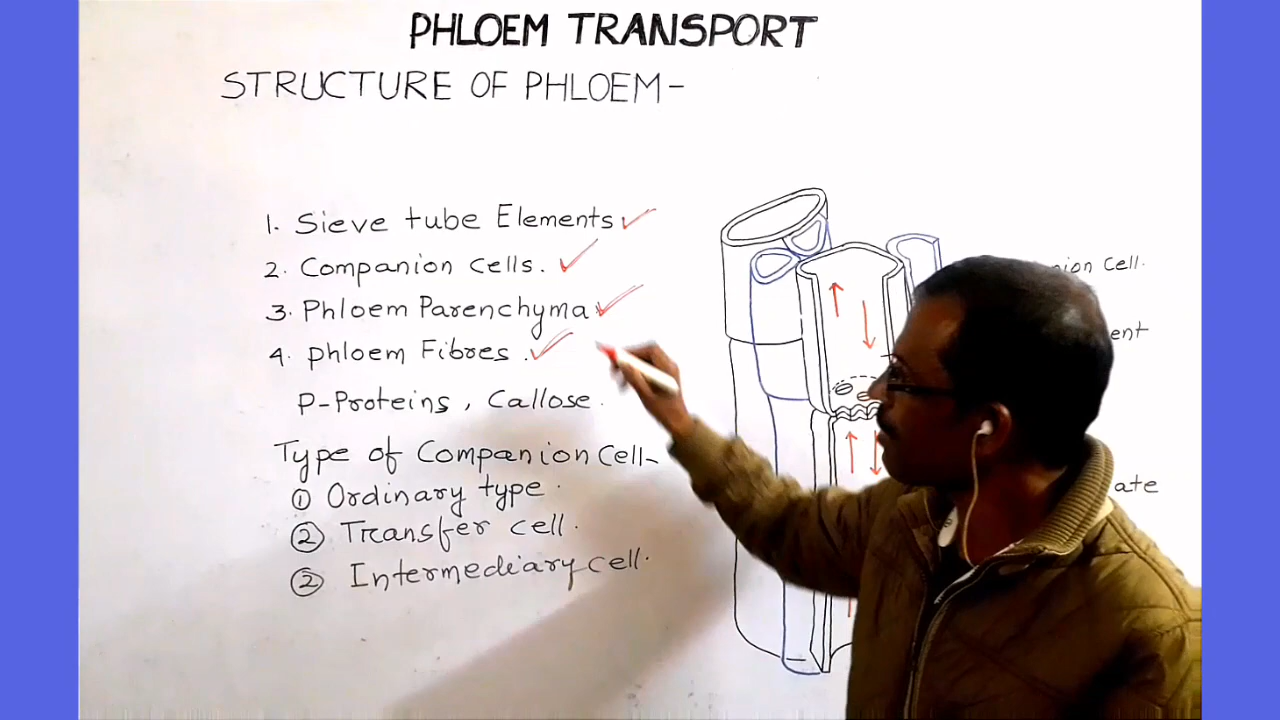 PHLOEM TRANSPORT
STRUCTURE OF PHLOEM-
1. Sieve tube Elements
2. Companion Cells.
3. Phloem Parenchyma
4. Phloem Fibres.
P-Proteins, Callose.
Type of Companion Cell-
① Ordinary type.
② Transfer cell.
② Intermediary cell.
Cell.